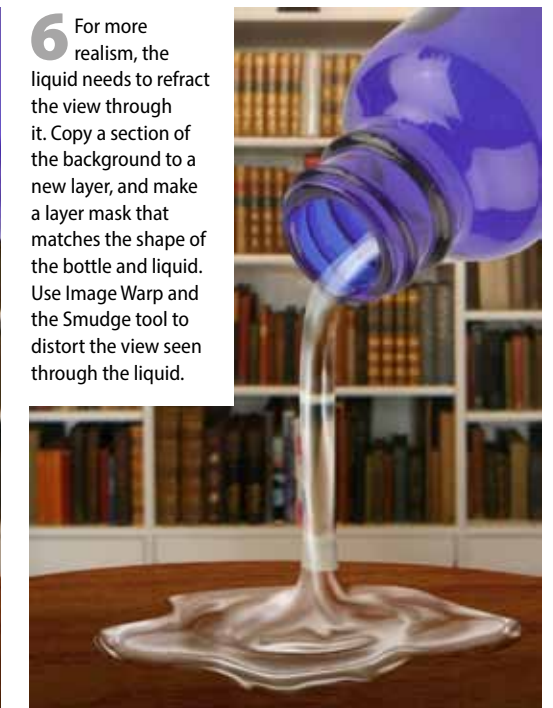 6 For more
realism, the
liquid needs to refract
the view through
it. Copy a section of
the background to a
new layer, and make
a layer mask that
matches the shape of
the bottle and liquid.
Use Image Warp and
the Smudge tool to
distort the view seen
through the liquid.